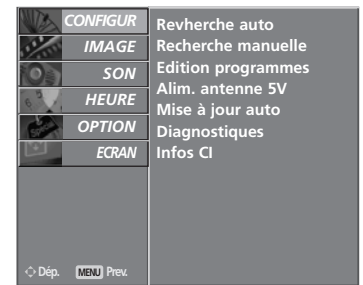 CONFIGUR
IMAGE
SON
HEURE
OPTION
ECRAN
Dép. MENU Prev.
Revherche auto
Recherche manuelle
Edition programmes
Alim. antenne 5V
Mise à jour auto
Diagnostiques
Infos CI